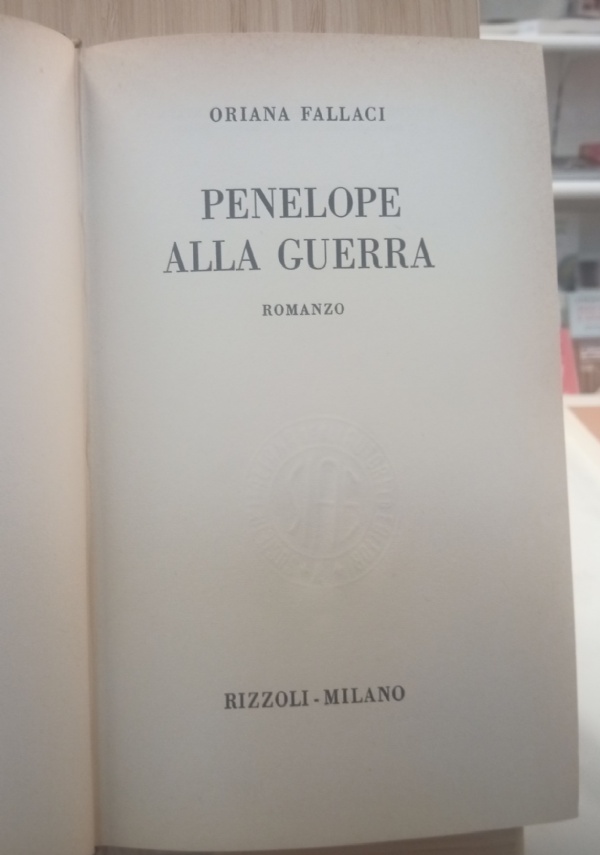 ORIANA FALLACI
PENELOPE
ALLA GUERRA
ROMANZO
RIZZOLI - MILANO